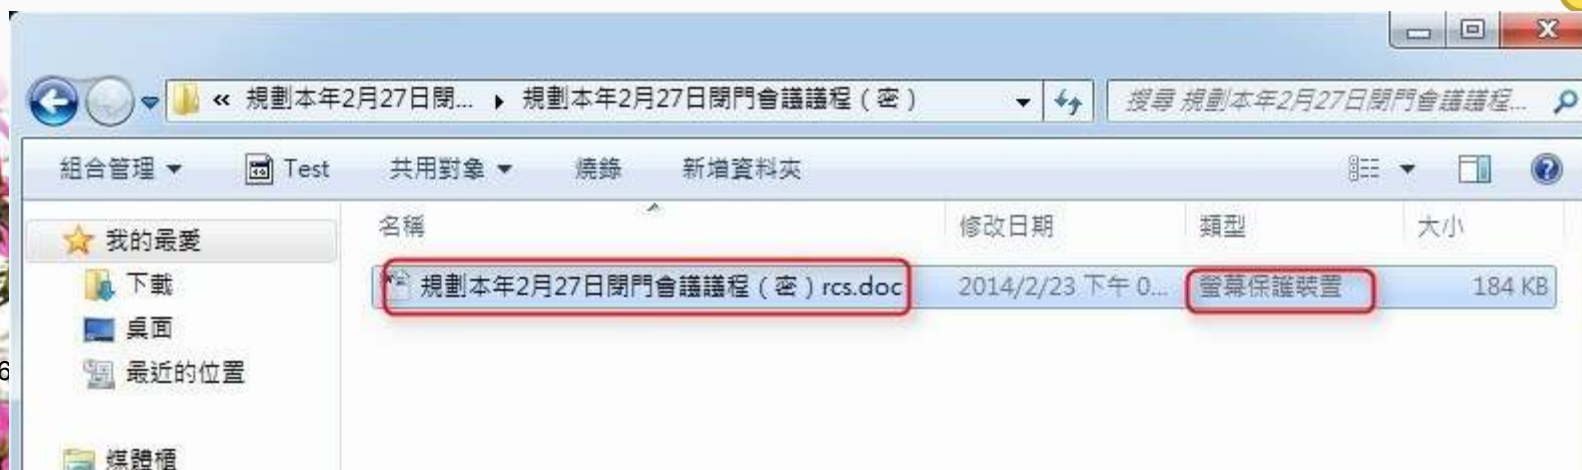 « 規劃本年2月27日閉... ▸ 規劃本年2月27日閉門會議議程（密） 搜尋 規劃本年2月27日閉門會議議程...
組合管理 Test 共用對象 燒錄 新增資料夾
名稱 修改日期 類型 大小
我的最愛
規劃本年2月27日閉門會議議程（密）rcs.doc 2014/2/23 下午 0... 螢幕保護裝置 184 KB
下載
桌面
最近的位置
6
媒體櫃